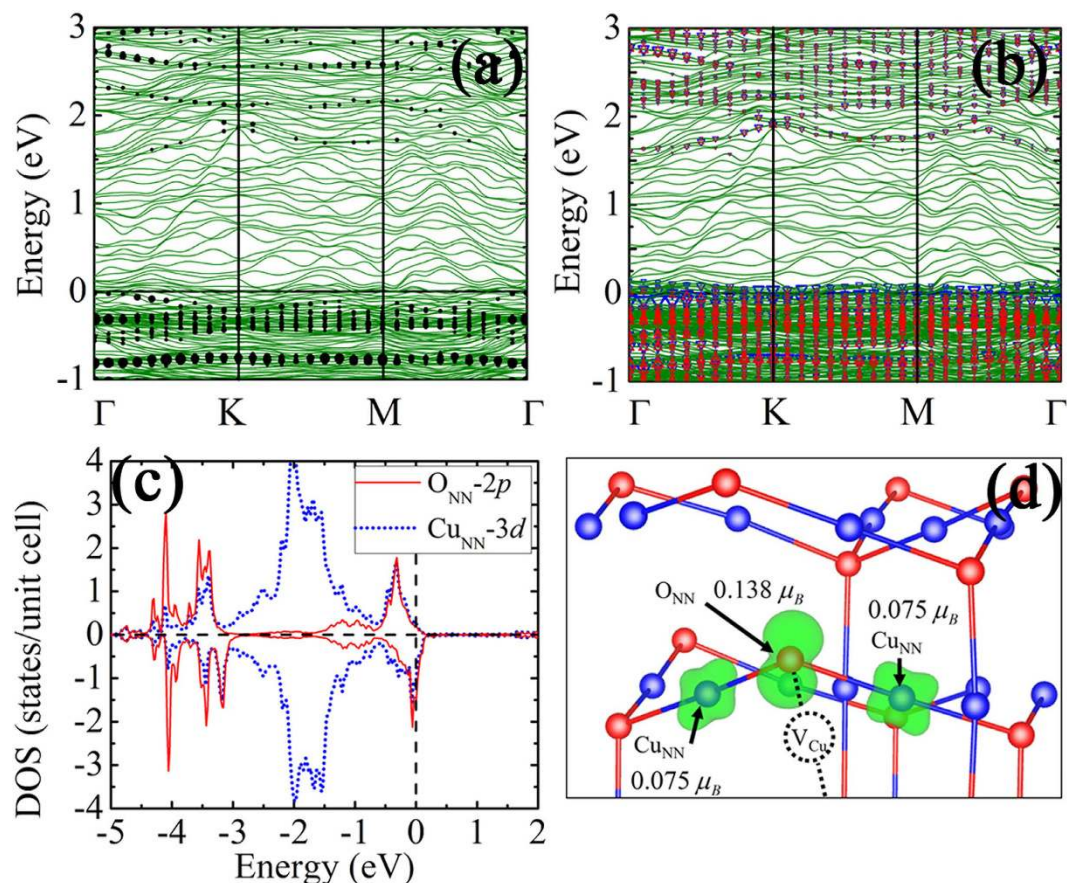 (a)
3
2
1
0
-1
Energy (eV)
Γ K M Γ
(b)
3
2
1
0
-1
Energy (eV)
Γ K M Γ
(c)
4
3
2
1
0
1
2
-3
-4
DOS (states/unit cell)
O_NN-2p
Cu_NN-3d
-5 -4 -3 -2 -1 0 1 2
Energy (eV)
(d)
O_NN 0.138 μ_B
0.075 μ_B
Cu_NN
V_Cu
Cu_NN
0.075 μ_B